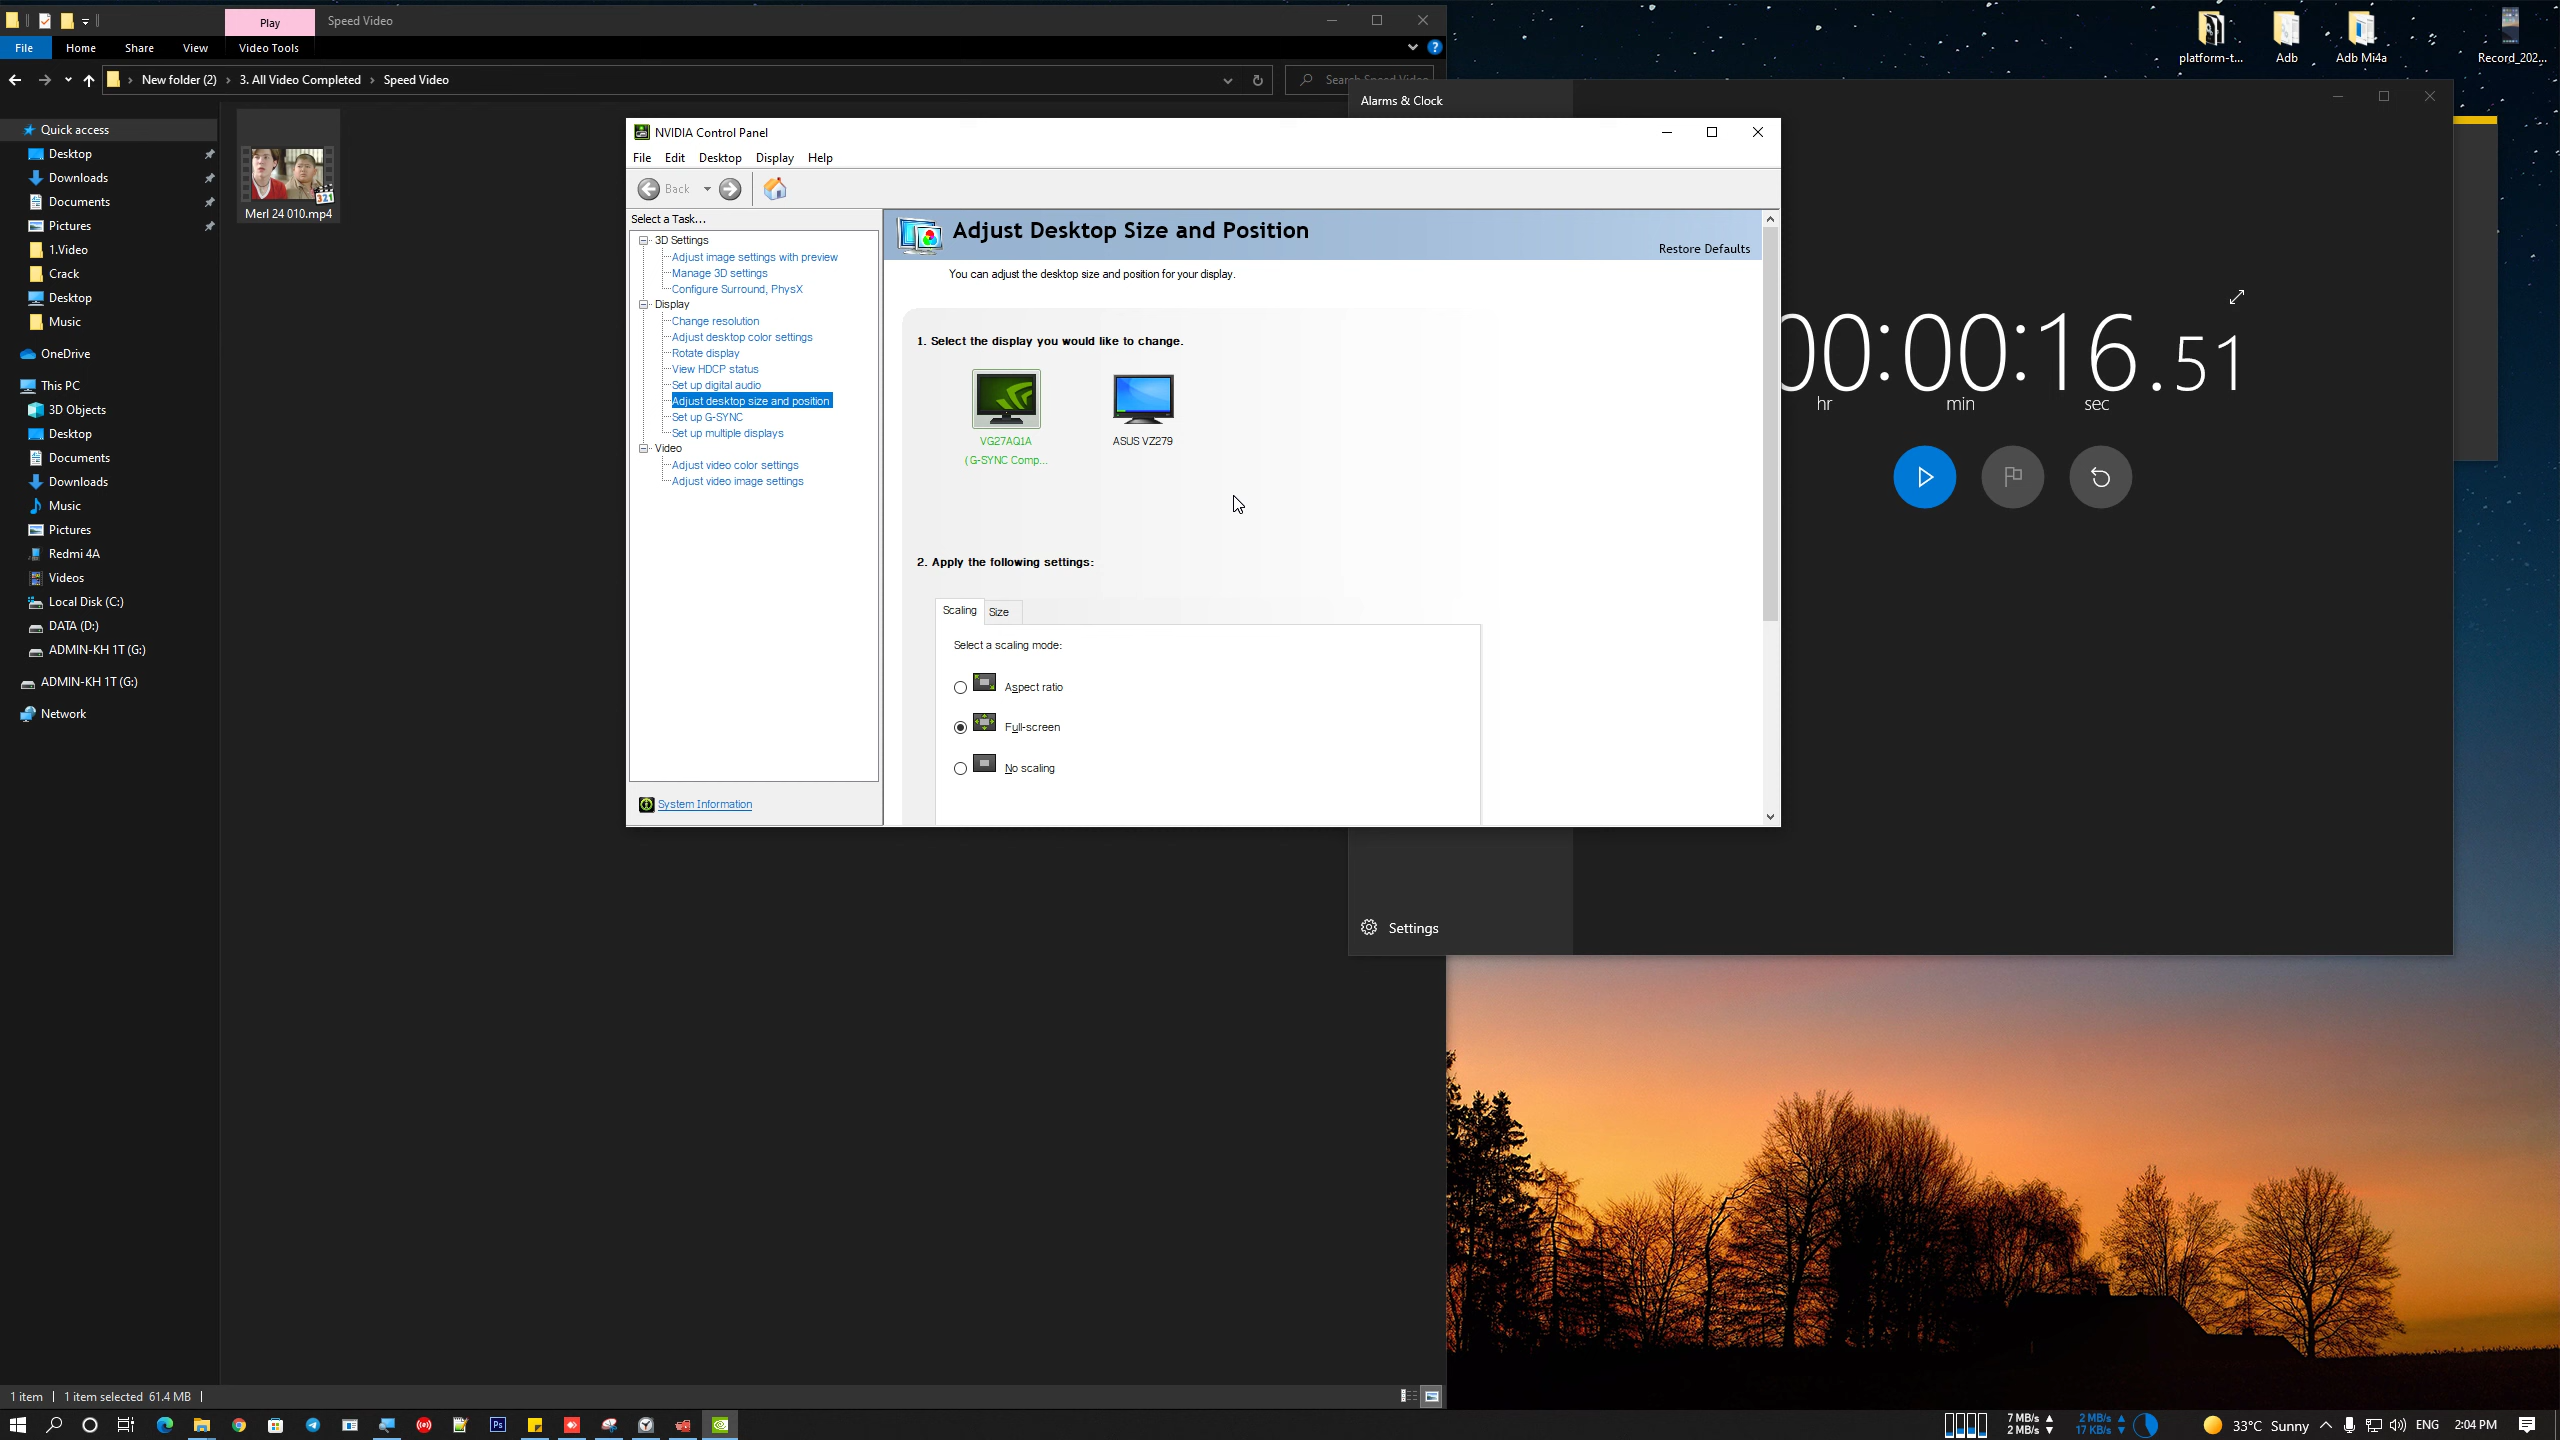 Play
Speed Video
File
Home
Share
View
Video Tools
New folder (2) › 3. All Video Completed › Speed Video
Search Speed Video
Quick access
Desktop
Downloads
Documents
Pictures
1.Video
Crack
Desktop
Music
OneDrive
This PC
3D Objects
Desktop
Documents
Downloads
Music
Pictures
Redmi 4A
Videos
Local Disk (C:)
DATA (D:)
ADMIN-KH 1T (G:)
ADMIN-KH 1T (G:)
Network
321
Merl 24 010.mp4
1 item
1 item selected 61.4 MB
NVIDIA Control Panel
File Edit Desktop Display Help
Back
Select a Task...
3D Settings
Adjust image settings with preview
Manage 3D settings
Configure Surround, PhysX
Display
Change resolution
Adjust desktop color settings
Rotate display
View HDCP status
Set up digital audio
Adjust desktop size and position
Set up G-SYNC
Set up multiple displays
Video
Adjust video color settings
Adjust video image settings
System Information
Adjust Desktop Size and Position
Restore Defaults
You can adjust the desktop size and position for your display.
1. Select the display you would like to change.
VG27AQ1A
(G-SYNC Comp...
ASUS VZ279
2. Apply the following settings:
Scaling
Size
Select a scaling mode:
Aspect ratio
Full-screen
No scaling
Alarms & Clock
00:00:16.51
hr
min
sec
Settings
platform-t...
Adb
Adb Mi4a
Record_202...
Ps
7 MB/s
2 MB/s
2 MB/s
17 KB/s
33°C Sunny
ENG
2:04 PM